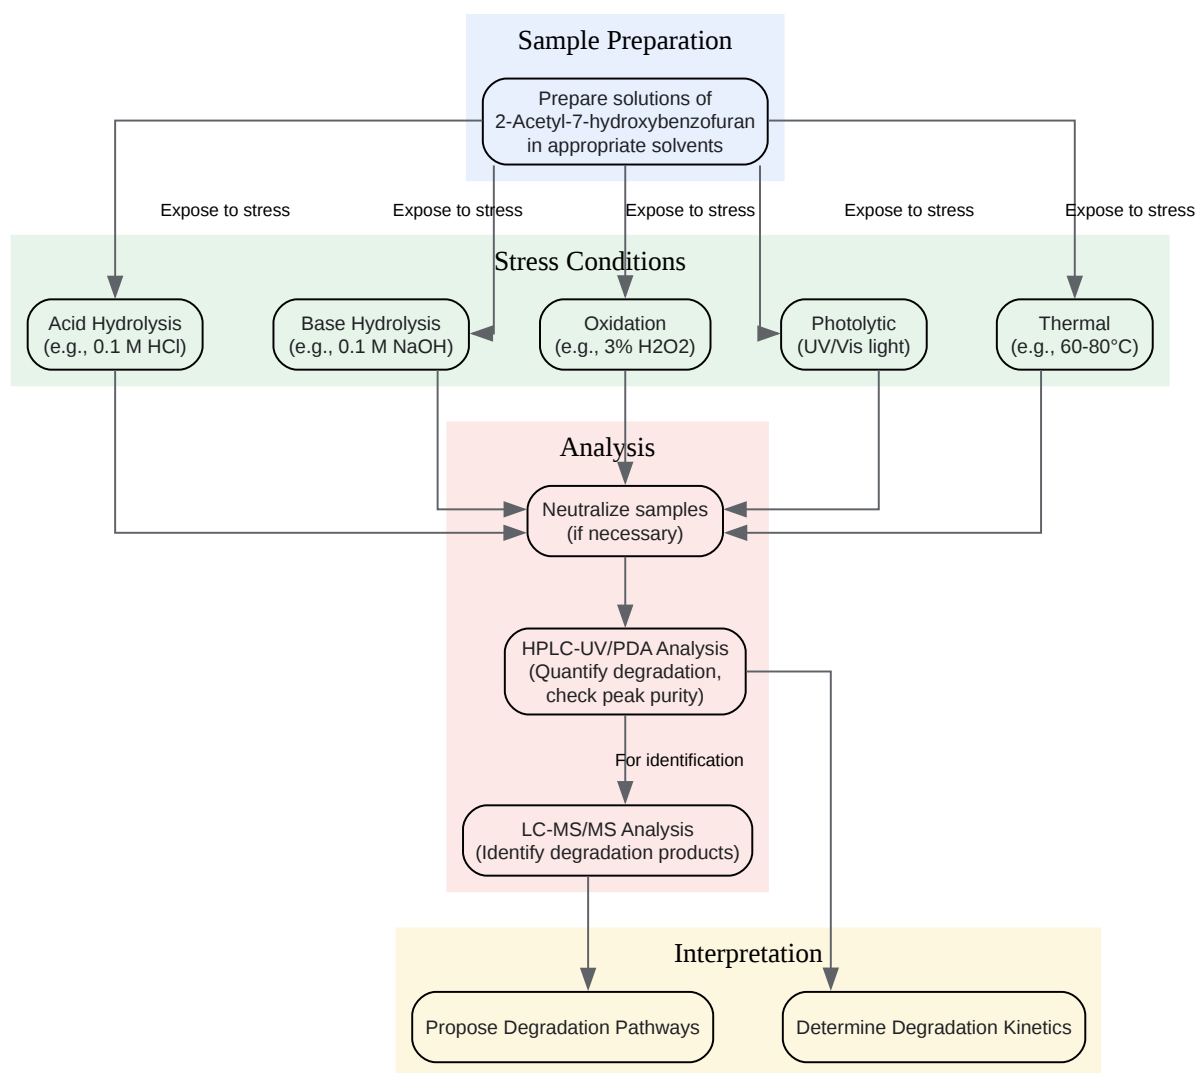 Sample Preparation
Prepare solutions of
2-Acetyl-7-hydroxybenzofuran
in appropriate solvents
Expose to stress
Expose to stress
Expose to stress
Expose to stress
Expose to stress
Stress Conditions
Acid Hydrolysis
(e.g., 0.1 M HCl)
Base Hydrolysis
(e.g., 0.1 M NaOH)
Oxidation
(e.g., 3% H2O2)
Photolytic
(UV/Vis light)
Thermal
(e.g., 60-80°C)
Analysis
Neutralize samples
(if necessary)
HPLC-UV/PDA Analysis
(Quantify degradation,
check peak purity)
For identification
LC-MS/MS Analysis
(Identify degradation products)
Interpretation
Propose Degradation Pathways
Determine Degradation Kinetics